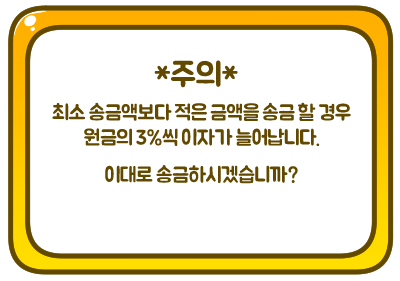 *주의*
최소 송금액보다 적은 금액을 송금 할 경우
원금의 3%씩 이자가 늘어납니다.
이대로 송금하시겠습니까?